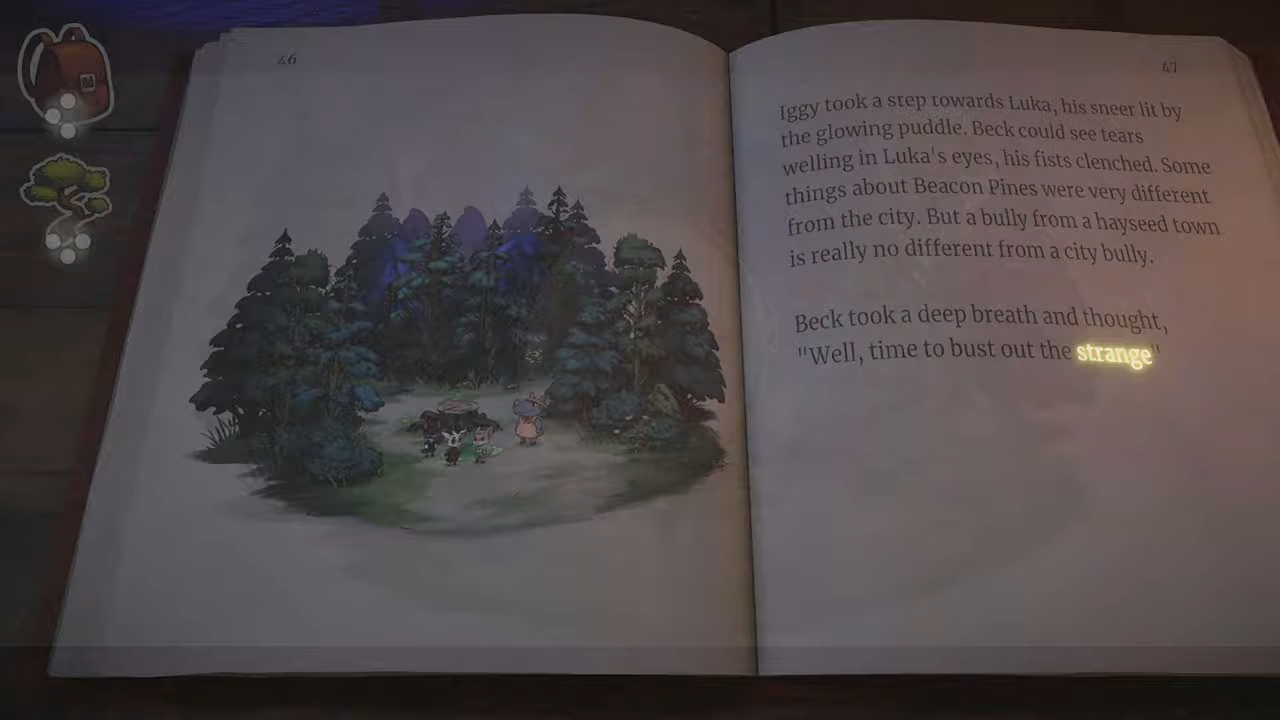 46
47
Iggy took a step towards Luka, his sneer lit by
the glowing puddle. Beck could see tears
welling in Luka's eyes, his fists clenched. Some
things about Beacon Pines were very different
from the city. But a bully from a hayseed town
is really no different from a city bully.
Beck took a deep breath and thought,
"Well, time to bust out the strange"